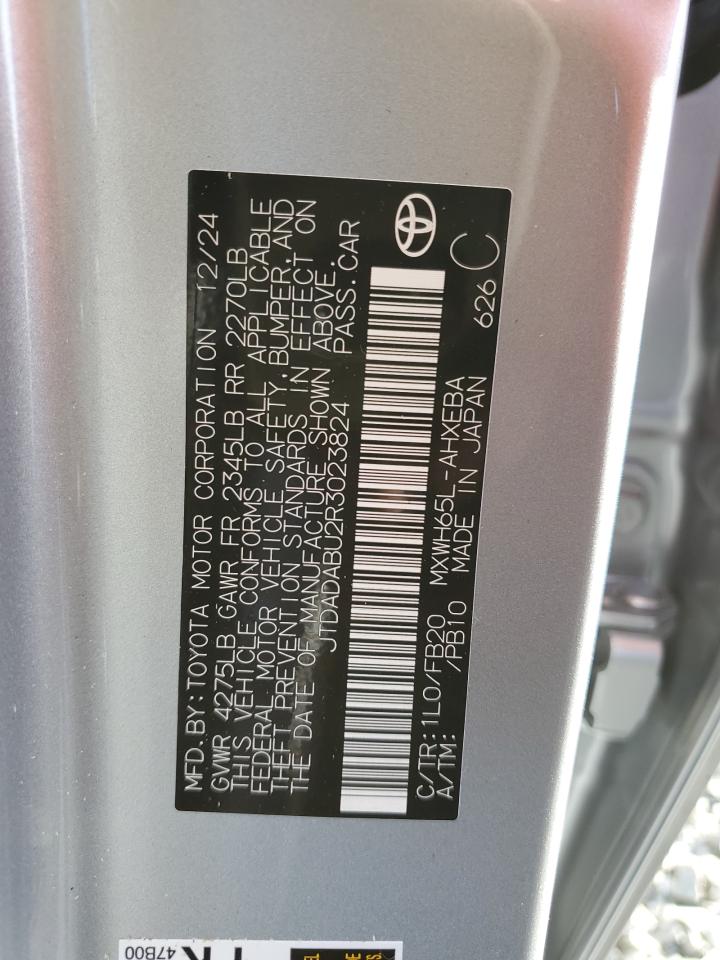 MFD.BY:TOYOTA MOTOR CORPORATION 12/24
GVWR 4275LB GAWR FR 2345LB RR 2270LB
THIS VEHICLE CONFORMS TO ALL APPLICABLE
FEDERAL MOTOR VEHICLE SAFETY,BUMPER,AND
THEFT PREVENTION STANDARDS IN EFFECT ON
THE DATE OF MANUFACTURE SHOWN ABOVE.
JTDADABU2R3023824 PASS.CAR
C/TR:1L0/FB20 MXWH65L-AHXEBA 626 C
A/TM: /PB10 MADE IN JAPAN
47B00